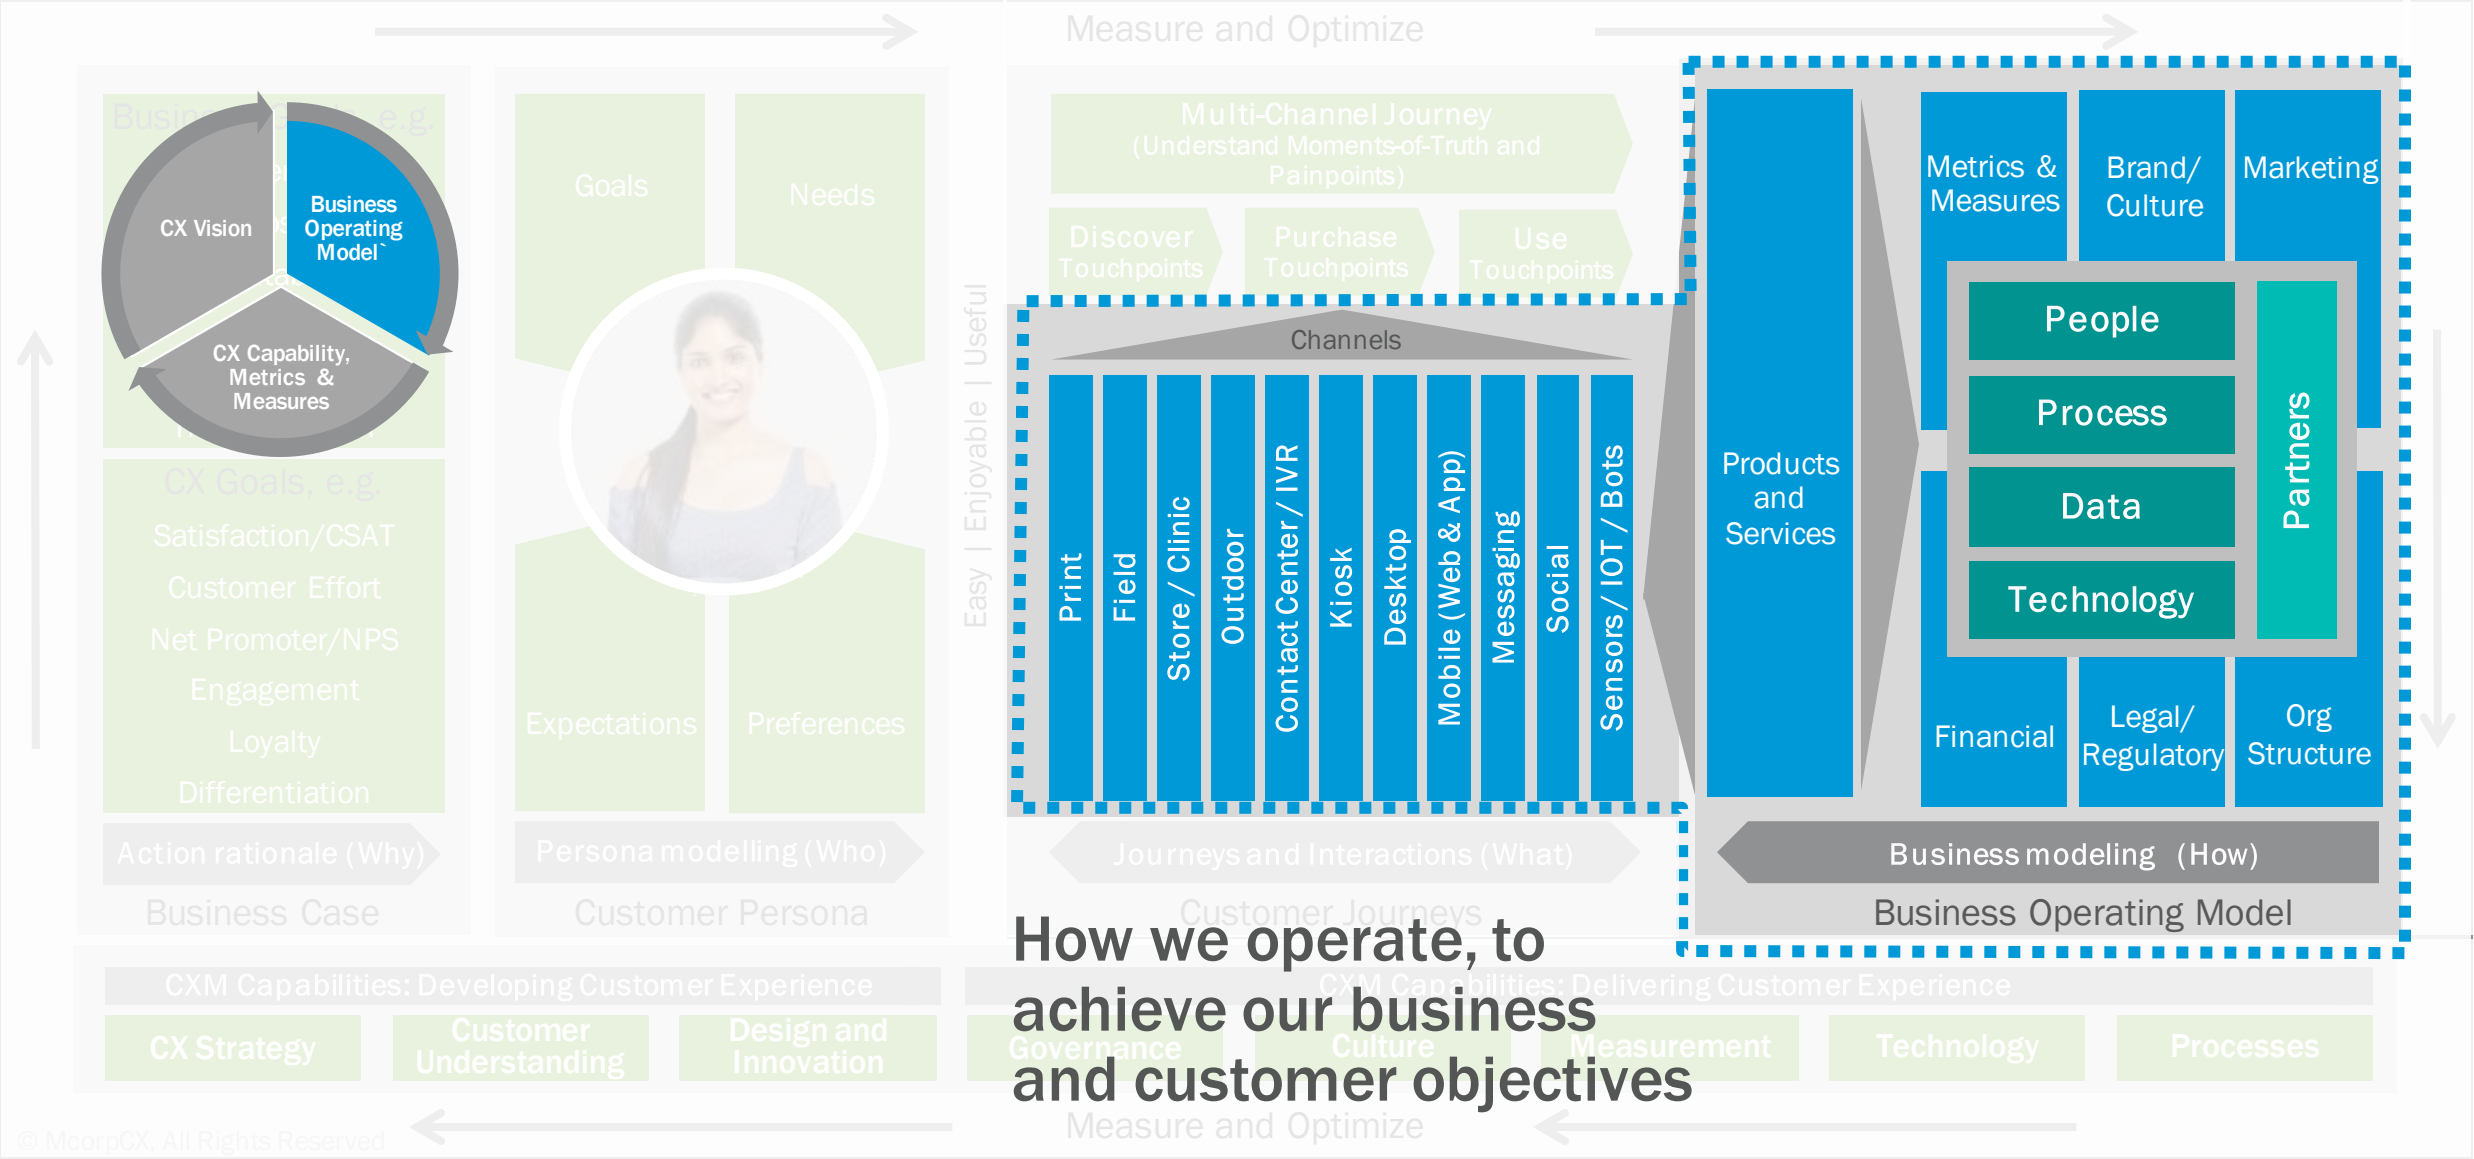 Measure and Optimize
Business Goals, e.g.
CX Vision
Business
Operating
Model`
CX Capability,
Metrics &
Measures
CX Goals, e.g.
Satisfaction/CSAT
Customer Effort
Net Promoter/NPS
Engagement
Loyalty
Differentiation
Action rationale (Why)
Business Case
Goals
Needs
Expectations
Preferences
Persona modelling (Who)
Customer Persona
Easy | Enjoyable | Useful
Multi-Channel Journey
(Understand Moments-of-Truth and
Painpoints)
Discover
Touchpoints
Purchase
Touchpoints
Use
Touchpoints
Channels
Print
Field
Store / Clinic
Outdoor
Contact Center / IVR
Kiosk
Desktop
Mobile (Web & App)
Messaging
Social
Sensors / IOT / Bots
Journeys and Interactions (What)
Customer Journeys
Products
and
Services
Metrics &
Measures
Brand/
Culture
Marketing
People
Process
Data
Technology
Partners
Financial
Legal/
Regulatory
Org
Structure
Business modeling (How)
Business Operating Model
How we operate, to
achieve our business
and customer objectives
CXM Capabilities: Developing Customer Experience
CXM Capabilities: Delivering Customer Experience
CX Strategy
Customer
Understanding
Design and
Innovation
Governance
Culture
Measurement
Technology
Processes
Measure and Optimize
© McorpCX, All Rights Reserved